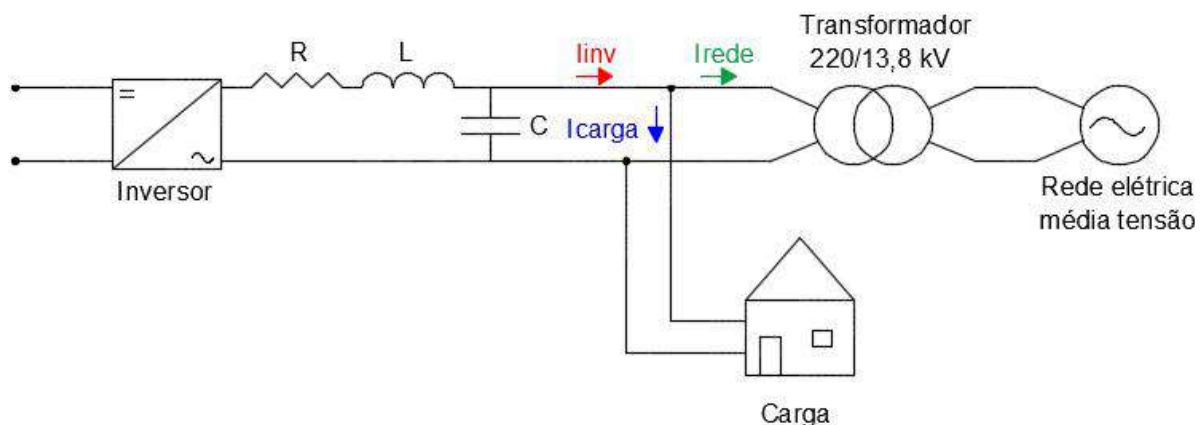 Transformador
220/13,8 kV
R
L
Iinv
Irede
C
Icarga
=
~
Inversor
~
Rede elétrica
média tensão
Carga